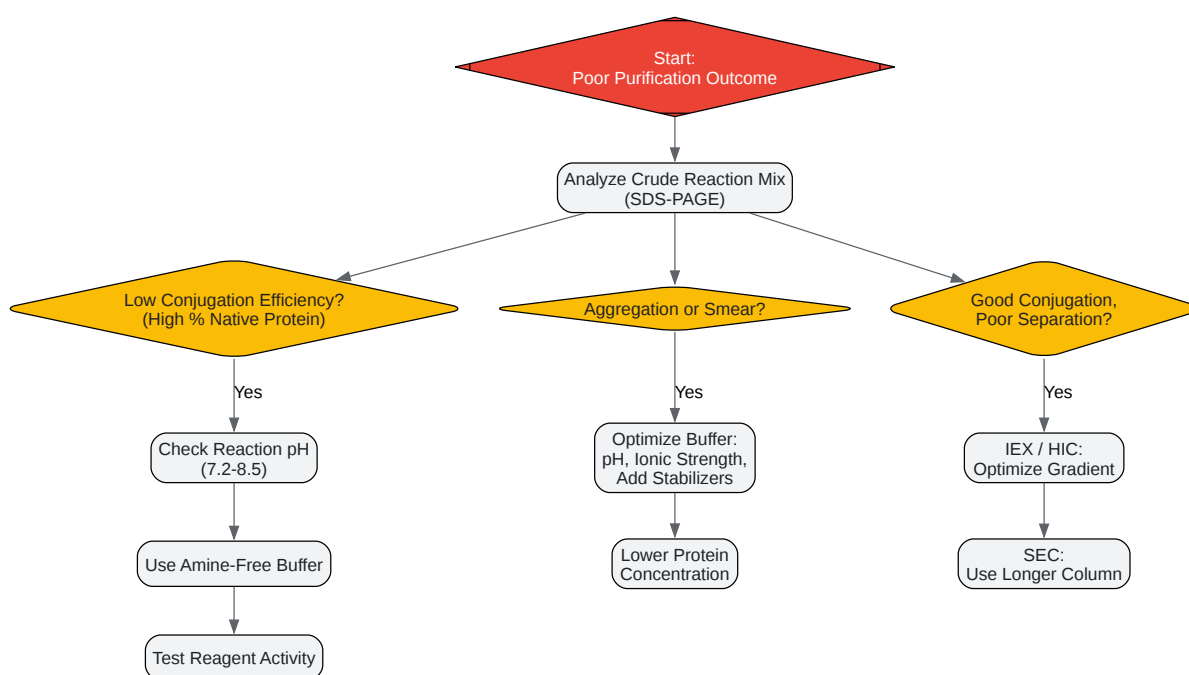 Start:
Poor Purification Outcome
Analyze Crude Reaction Mix
(SDS-PAGE)
Low Conjugation Efficiency?
(High % Native Protein)
Aggregation or Smear?
Good Conjugation,
Poor Separation?
Yes
Yes
Yes
Check Reaction pH
(7.2-8.5)
Optimize Buffer:
pH, Ionic Strength,
Add Stabilizers
IEX / HIC:
Optimize Gradient
Use Amine-Free Buffer
Lower Protein
Concentration
SEC:
Use Longer Column
Test Reagent Activity